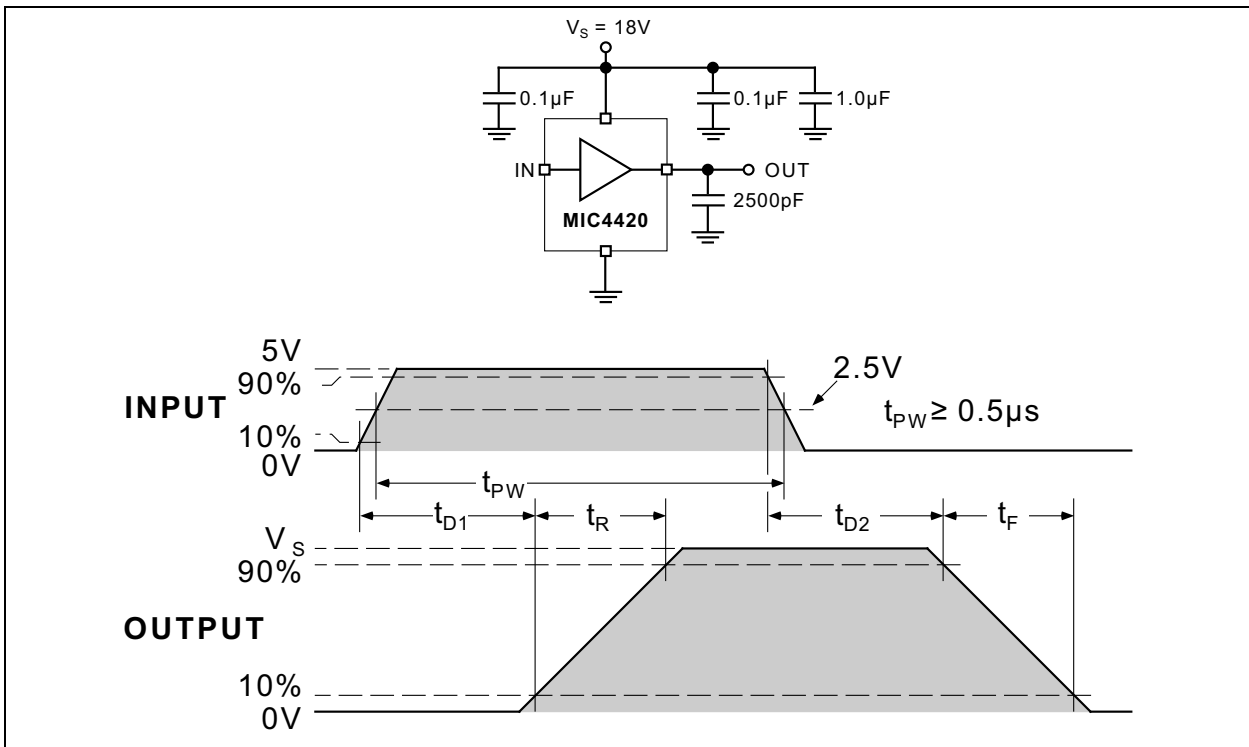 V_S = 18V
0.1µF 0.1µF 1.0µF
IN OUT
2500pF
MIC4420
5V
90%
2.5V
INPUT
t_PW ≥ 0.5µs
10%
0V
t_PW
t_D1 t_R t_D2 t_F
V_S
90%
OUTPUT
10%
0V